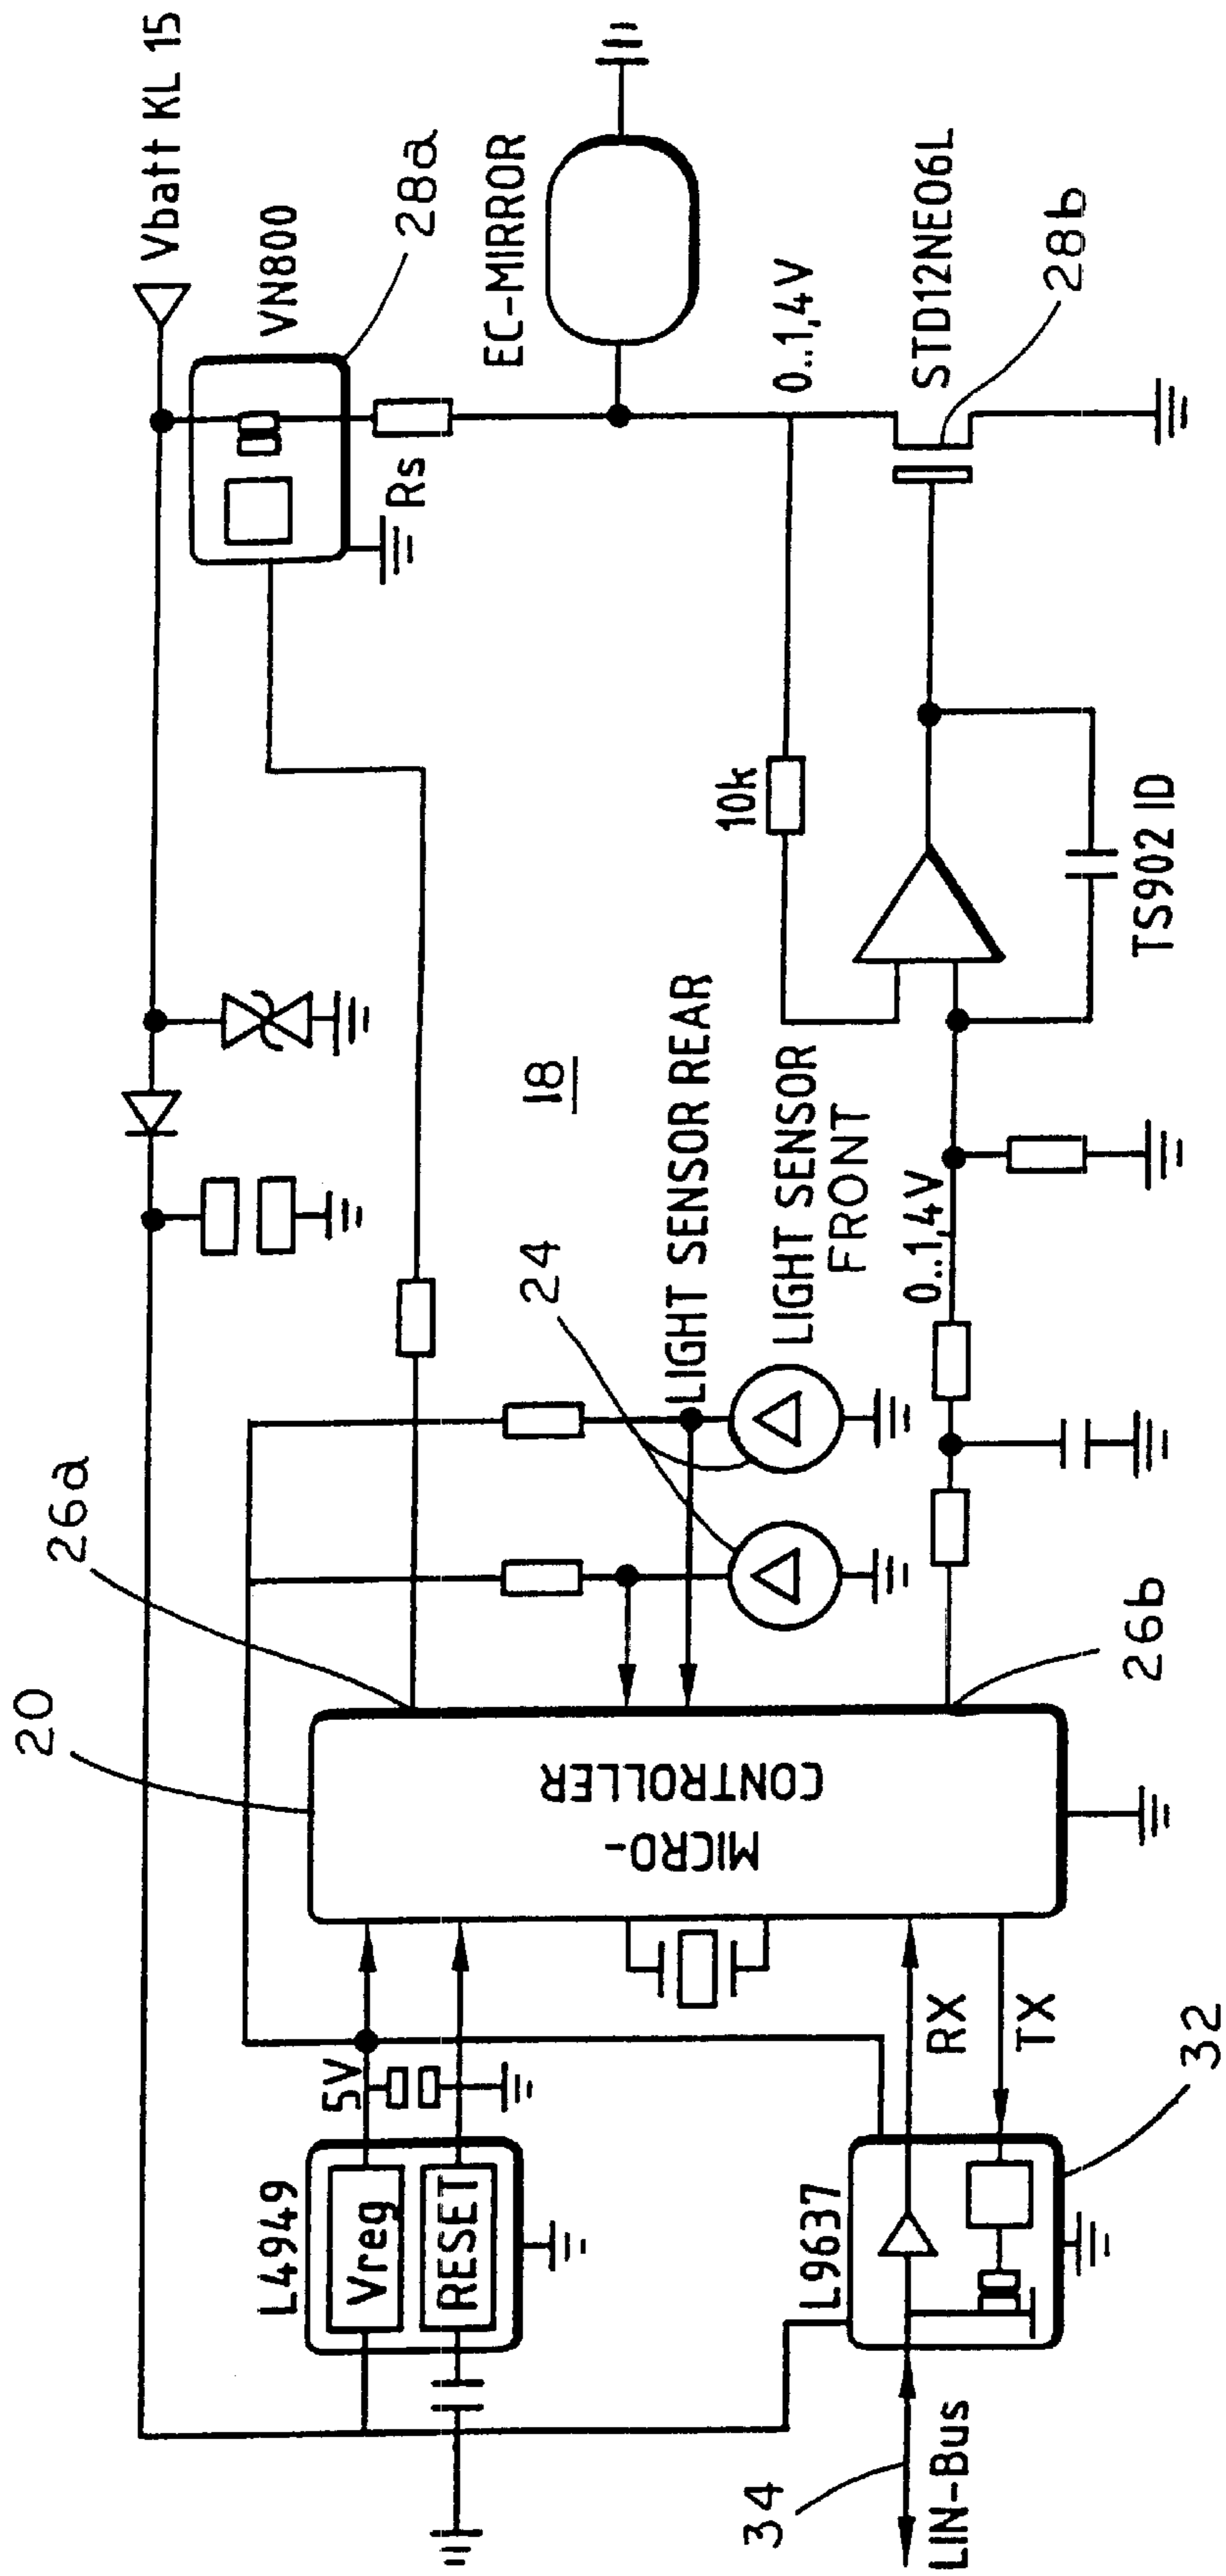 Vbatt KL 15
VN800
28a
Rs
EC-MIRROR
0..1,4V
STD12NE06L
28b
10k
TS902 ID
18
LIGHT SENSOR REAR
LIGHT SENSOR
FRONT
24
0..1,4V
26a
26b
20
MICRO-
CONTROLLER
5V
L4949
Vreg
RESET
RX
TX
32
L9637
34
LIN-Bus